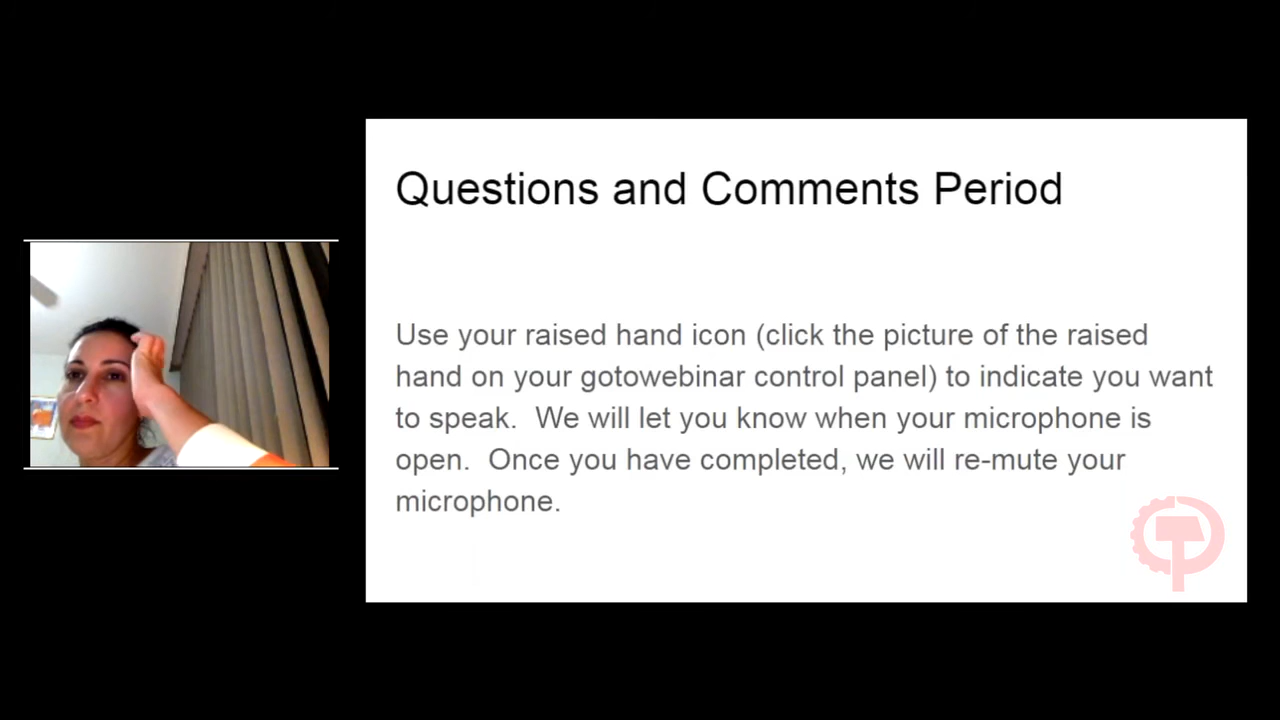 Questions and Comments Period
Use your raised hand icon (click the picture of the raised
hand on your gotowebinar control panel) to indicate you want
to speak.  We will let you know when your microphone is
open.  Once you have completed, we will re-mute your
microphone.